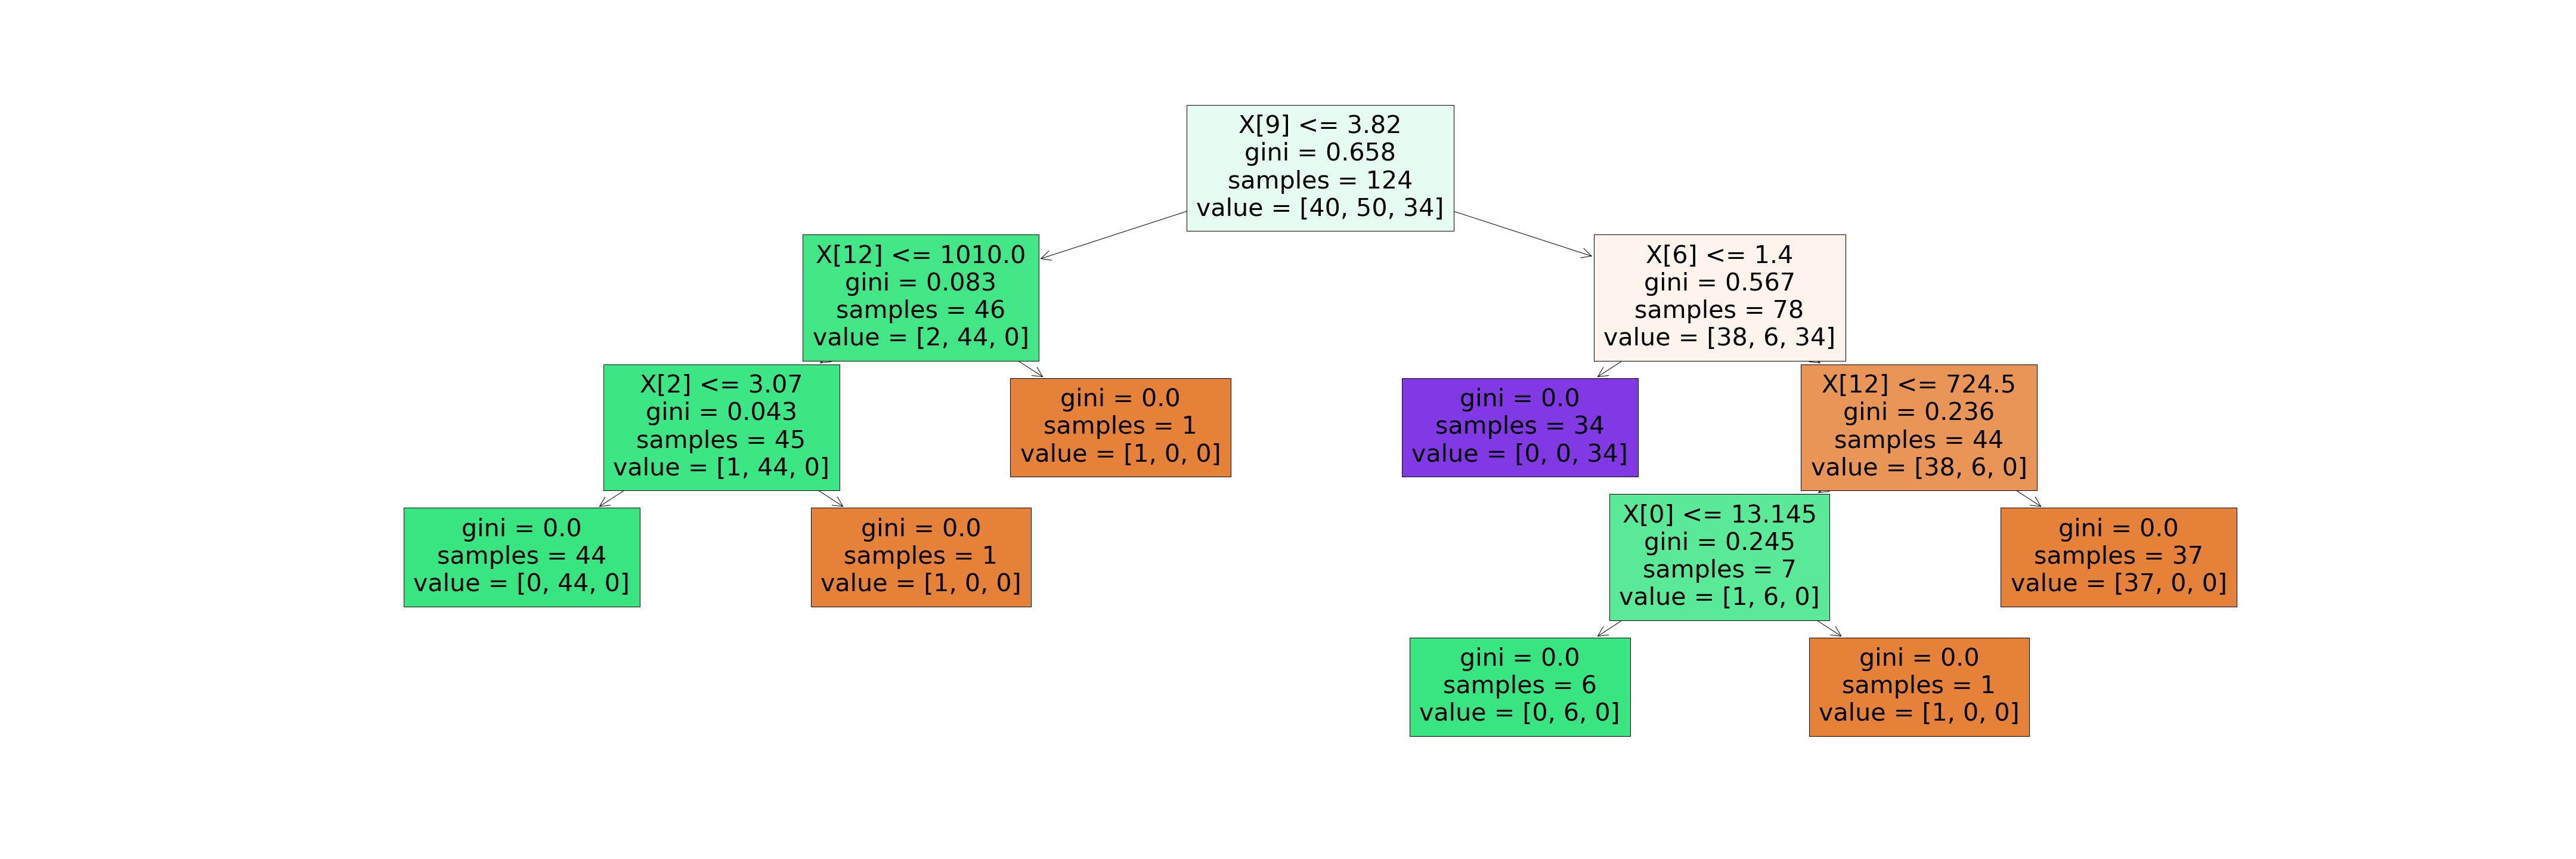 X[9] <= 3.82
gini = 0.658
samples = 124
value = [40, 50, 34]
X[12] <= 1010.0
gini = 0.083
samples = 46
value = [2, 44, 0]
X[6] <= 1.4
gini = 0.567
samples = 78
value = [38, 6, 34]
X[2] <= 3.07
gini = 0.043
samples = 45
value = [1, 44, 0]
gini = 0.0
samples = 1
value = [1, 0, 0]
gini = 0.0
samples = 34
value = [0, 0, 34]
X[12] <= 724.5
gini = 0.236
samples = 44
value = [38, 6, 0]
gini = 0.0
samples = 44
value = [0, 44, 0]
gini = 0.0
samples = 1
value = [1, 0, 0]
X[0] <= 13.145
gini = 0.245
samples = 7
value = [1, 6, 0]
gini = 0.0
samples = 37
value = [37, 0, 0]
gini = 0.0
samples = 6
value = [0, 6, 0]
gini = 0.0
samples = 1
value = [1, 0, 0]